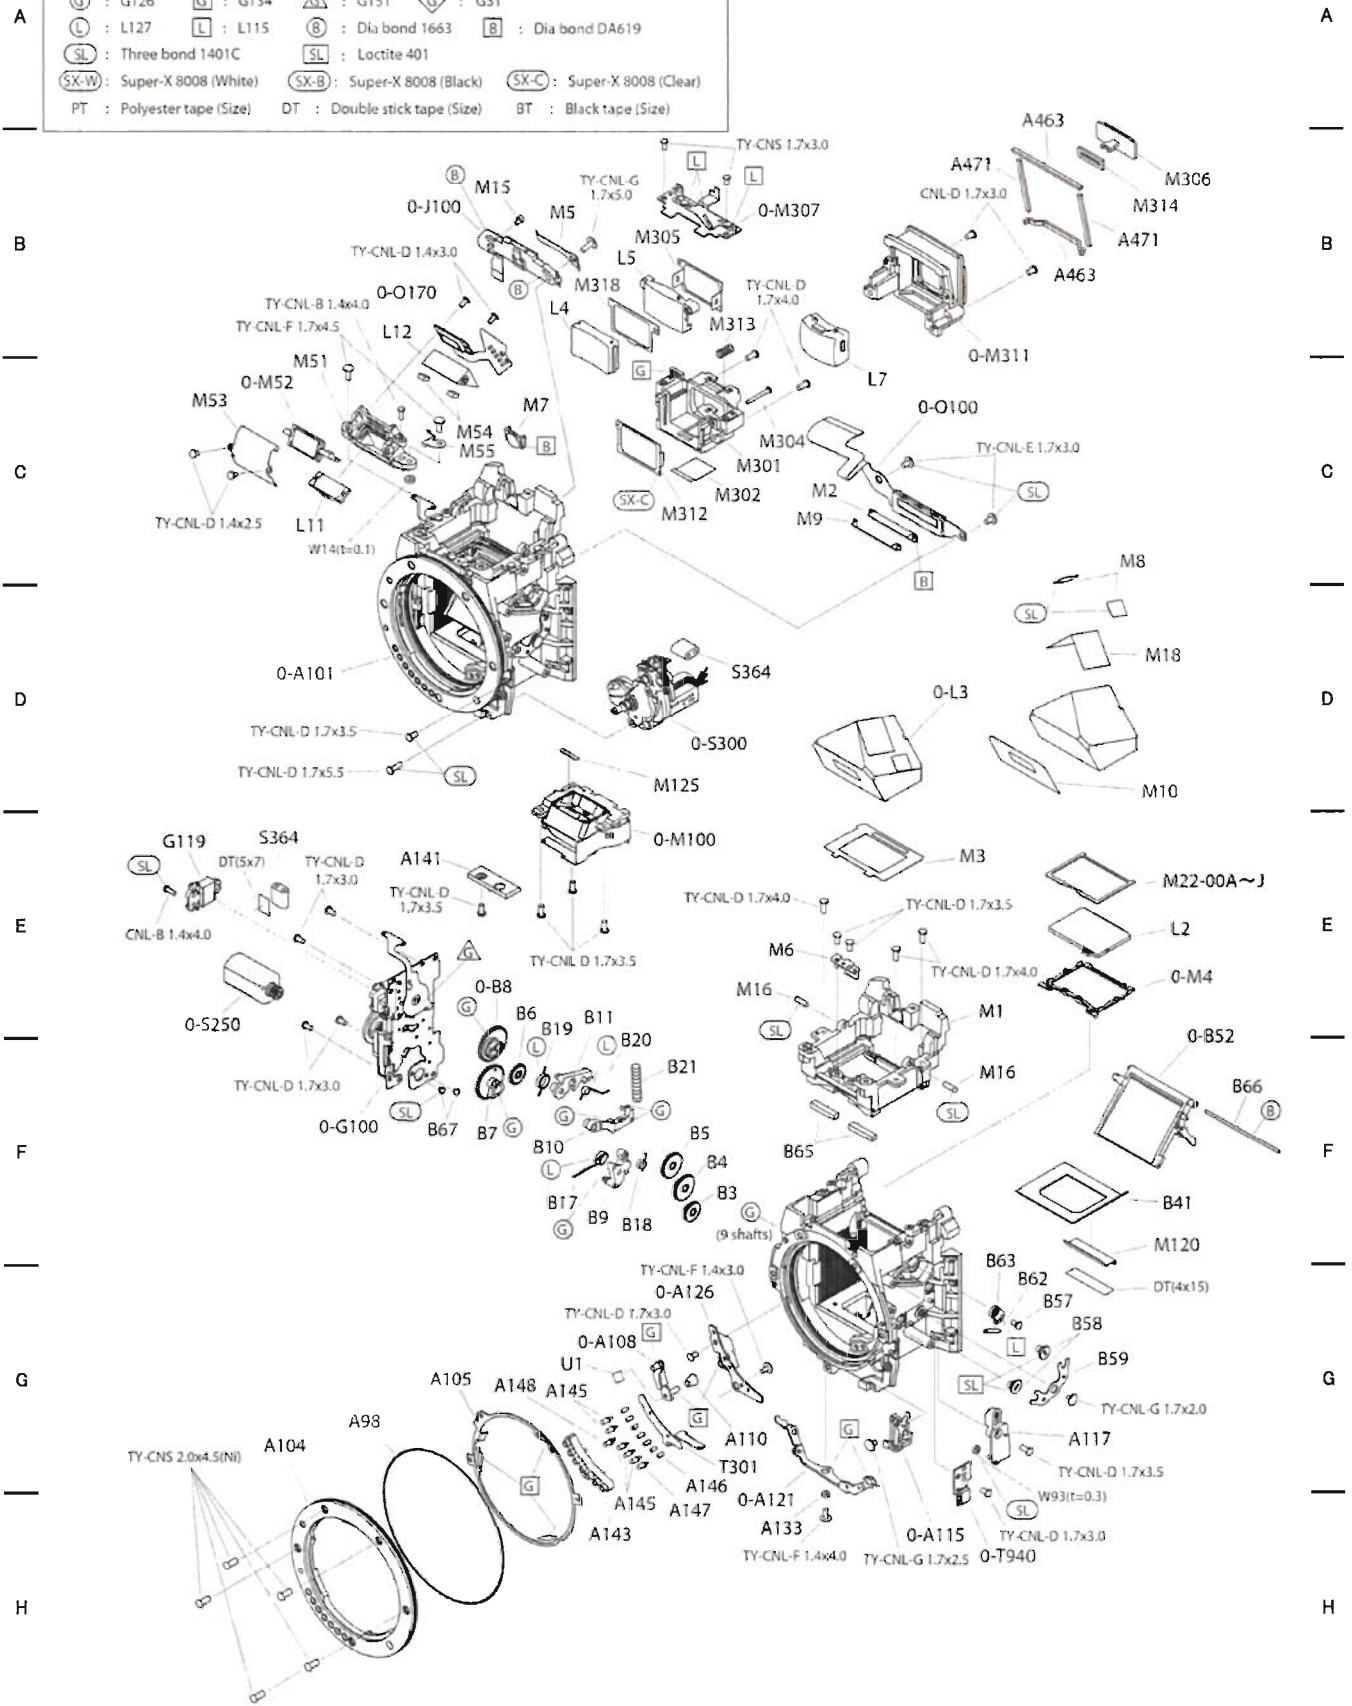 A
A
G : G126 G : G134 G : G151 G : G31
L : L127 L : L115 B : Dia bond 1663 B : Dia bond DA619
SL : Three bond 1401C SL : Loctite 401
SX-W : Super-X 8008 (White) SX-B : Super-X 8008 (Black) SX-C : Super-X 8008 (Clear)
PT : Polyester tape (Size) DT : Double stick tape (Size) BT : Black tape (Size)
B
B
TY-CNS 1.7x3.0
A463
M306
A471
M314
CNL-D 1.7x3.0
A471
A463
0-M311
B
M15
TY-CNL-G
1.7x5.0
L
L
0-J100
M5
0-M307
M305
L5
TY-CNL-D 1.4x3.0
B
M318
TY-CNL-D
1.7x4.0
0-O170
L4
TY-CNL-B 1.4x4.0
TY-CNL-F 1.7x4.5
L12
M313
L7
C
C
M51
0-M52
M53
G
M7
M54
M55
B
M304
M301
M302
SX-C
M312
0-O100
TY-CNL-E 1.7x3.0
SL
M2
M9
B
TY-CNL-D 1.4x2.5
L11
W14(t=0.1)
D
D
M8
SL
M18
0-A101
S364
0-L3
TY-CNL-D 1.7x3.5
0-S300
TY-CNL-D 1.7x5.5
SL
M125
M10
E
E
0-M100
G119
S364
SL
DT(5x7)
TY-CNL-D
1.7x3.0
A141
TY-CNL-D
1.7x3.5
M3
M22-00A~J
TY-CNL-D 1.7x4.0
TY-CNL-D 1.7x3.5
L2
CNL-B 1.4x4.0
G
TY-CNL D 1.7x3.5
M6
TY-CNL-D 1.7x4.0
0-M4
0-S250
0-B8
G
B6
M16
M1
SL
F
F
B19
B11
B20
L
L
B21
0-B52
B66
B
TY-CNL-D 1.7x3.0
M16
SL
SL
0-G100
B67
B7
G
G
G
B10
B65
B5
B4
B3
L
B17
B9
B18
G
G
(9 shafts)
B41
M120
DT(4x15)
G
G
TY-CNL-F 1.4x3.0
B63
B62
B57
0-A126
TY-CNL-D 1.7x3.0
G
0-A108
L
B58
U1
B59
A105
A148
A145
SL
TY-CNL-G 1.7x2.0
A98
G
A110
G
A117
TY-CNS 2.0x4.5(Ni)
A104
T301
TY-CNL-D 1.7x3.5
G
A146
0-A121
W93(t=0.3)
A145
A147
SL
A143
A133
0-A115
TY-CNL-D 1.7x3.0
TY-CNL-F 1.4x4.0
TY-CNL-G 1.7x2.5
0-T940
H
H